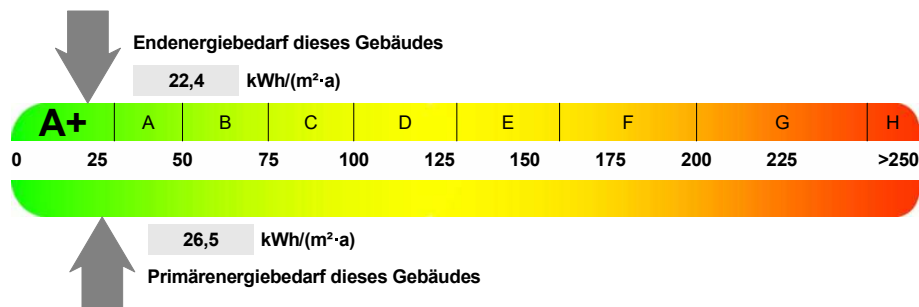 Endenergiebedarf dieses Gebäudes
22,4 kWh/(m²·a)
A+ A B C D E F G H
0 25 50 75 100 125 150 175 200 225 >250
26,5 kWh/(m²·a)
Primärenergiebedarf dieses Gebäudes